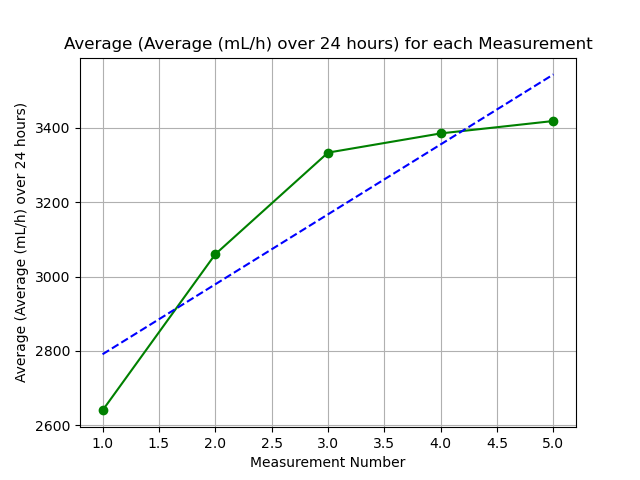 Average (Average (mL/h) over 24 hours) for each Measurement
Average (Average (mL/h) over 24 hours)
3400
3200
3000
2800
2600
1.0 1.5 2.0 2.5 3.0 3.5 4.0 4.5 5.0
Measurement Number